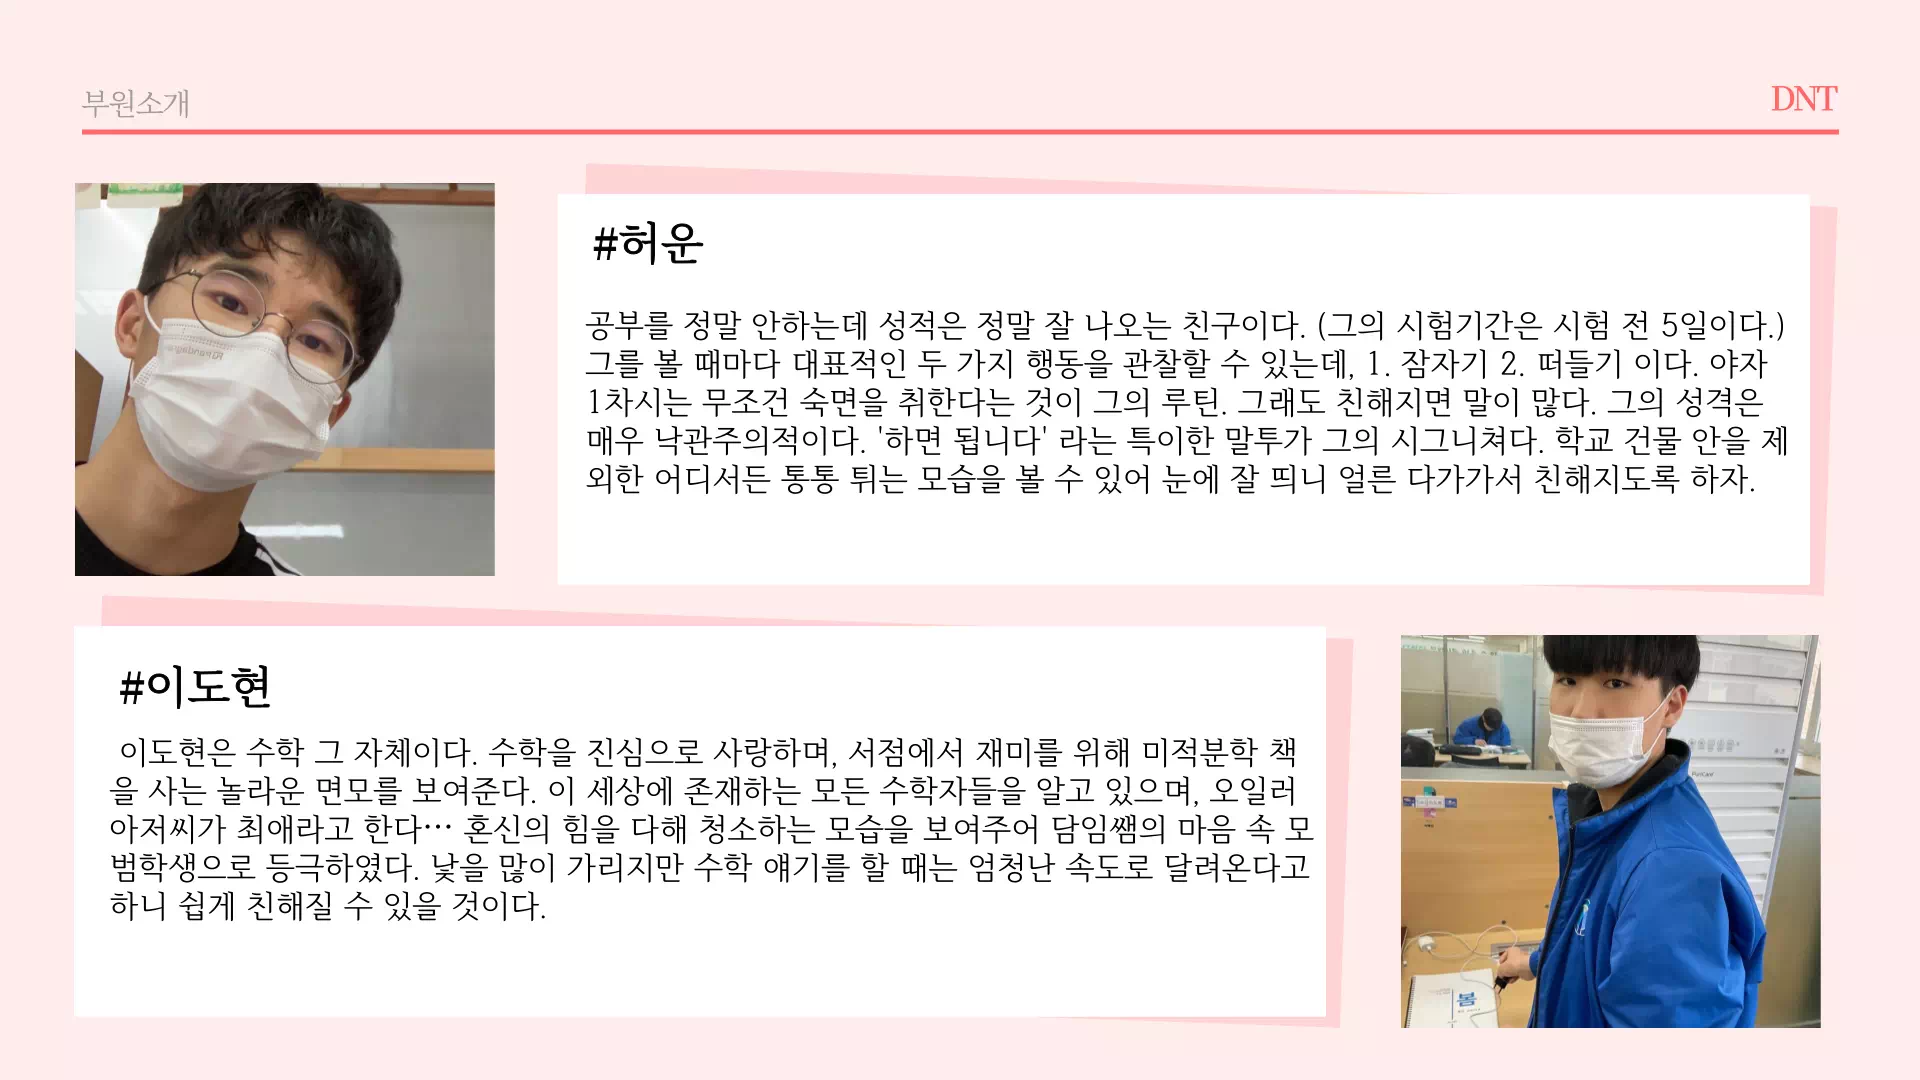 부원소개
DNT
#허운
공부를 정말 안하는데 성적은 정말 잘 나오는 친구이다. (그의 시험기간은 시험 전 5일이다.)
그를 볼 때마다 대표적인 두 가지 행동을 관찰할 수 있는데, 1. 잠자기 2. 떠들기 이다. 야자
1차시는 무조건 숙면을 취한다는 것이 그의 루틴. 그래도 친해지면 말이 많다. 그의 성격은
매우 낙관주의적이다. '하면 됩니다' 라는 특이한 말투가 그의 시그니쳐다. 학교 건물 안을 제
외한 어디서든 통통 튀는 모습을 볼 수 있어 눈에 잘 띄니 얼른 다가가서 친해지도록 하자.
#이도현
이도현은 수학 그 자체이다. 수학을 진심으로 사랑하며, 서점에서 재미를 위해 미적분학 책
을 사는 놀라운 면모를 보여준다. 이 세상에 존재하는 모든 수학자들을 알고 있으며, 오일러
아저씨가 최애라고 한다… 혼신의 힘을 다해 청소하는 모습을 보여주어 담임쌤의 마음 속 모
범학생으로 등극하였다. 낯을 많이 가리지만 수학 얘기를 할 때는 엄청난 속도로 달려온다고
하니 쉽게 친해질 수 있을 것이다.
봄